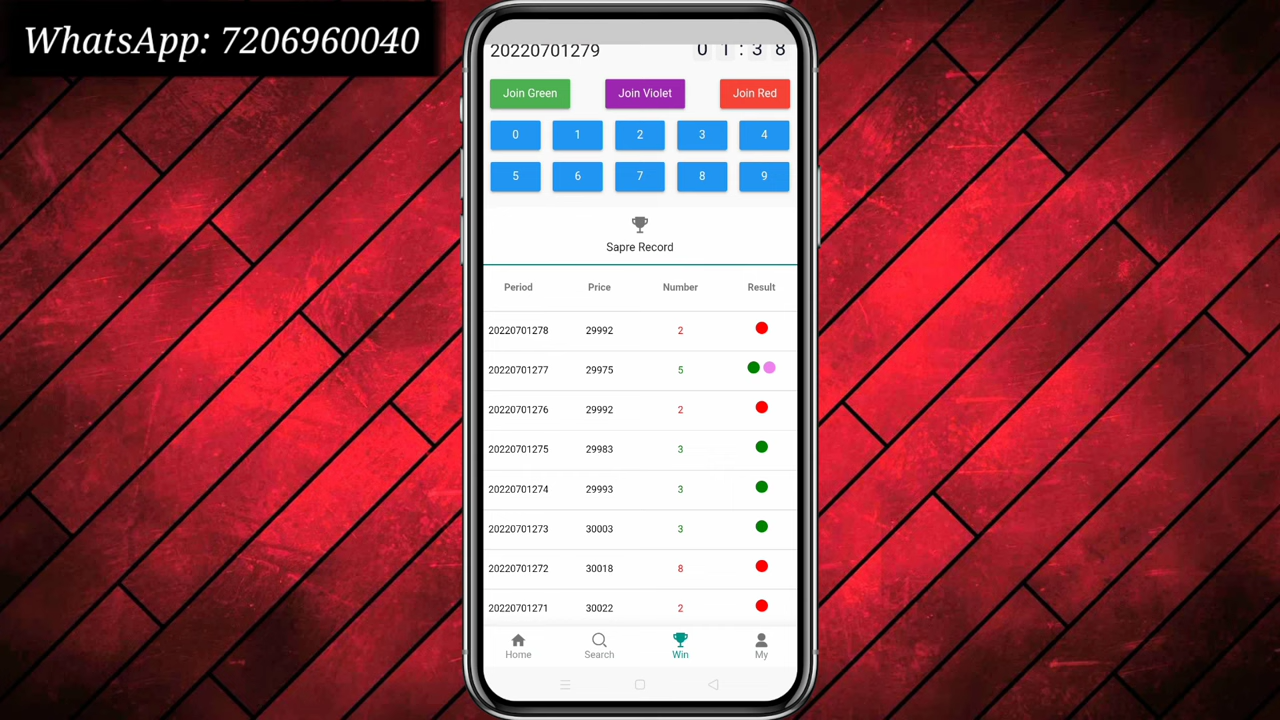 WhatsApp: 7206960040
20220701279 01:38
Join Green Join Violet Join Red
0 1 2 3 4
5 6 7 8 9
Sapre Record
Period Price Number Result
20220701278 29992 2
20220701277 29975 5
20220701276 29992 2
20220701275 29983 3
20220701274 29993 3
20220701273 30003 3
20220701272 30018 8
20220701271 30022 2
Home Search Win My